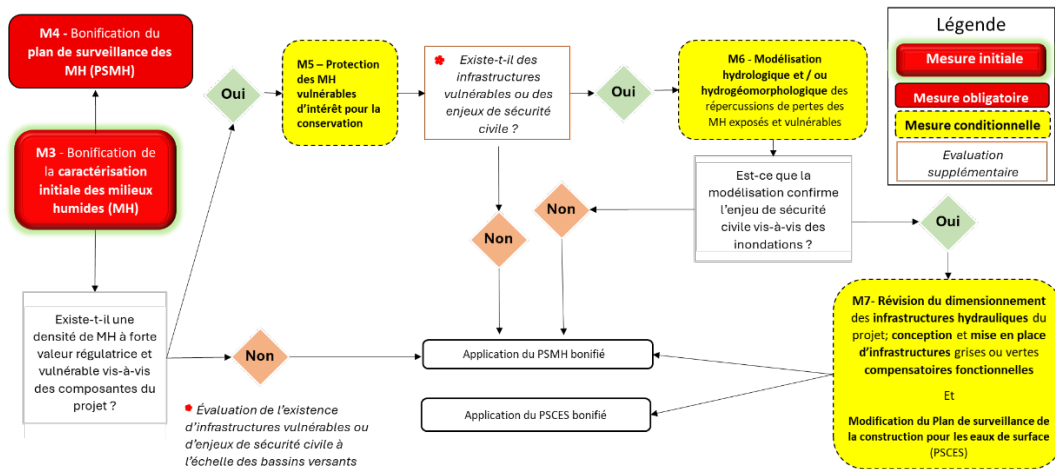 M4 - Bonification du
plan de surveillance des
MH (PSMH)
M3 - Bonification de
la caractérisation
initiale des milieux
humides (MH)
Existe-t-il une
densité de MH à forte
valeur régulatrice et
vulnérable vis-à-vis
des composantes du
projet ?
Oui
Non
M5 – Protection
des MH
vulnérables
d'intérêt pour la
conservation
Existe-t-il des
infrastructures
vulnérables ou des
enjeux de sécurité
civile ?
Oui
Non
M6 - Modélisation
hydrologique et / ou
hydrogéomorphologique des
répercussions de pertes des
MH exposés et vulnérables
Est-ce que la
modélisation confirme
l'enjeu de sécurité
civile vis-à-vis des
inondations ?
Non
Oui
M7- Révision du dimensionnement
des infrastructures hydrauliques du
projet; conception et mise en place
d'infrastructures grises ou vertes
compensatoires fonctionnelles
Et
Modification du Plan de surveillance de
la construction pour les eaux de surface
(PSCES)
Application du PSMH bonifié
Application du PSCES bonifié
Évaluation de l'existence
d'infrastructures vulnérables ou
d'enjeux de sécurité civile à
l'échelle des bassins versants
Légende
Mesure initiale
Mesure obligatoire
Mesure conditionnelle
Evaluation
supplémentaire